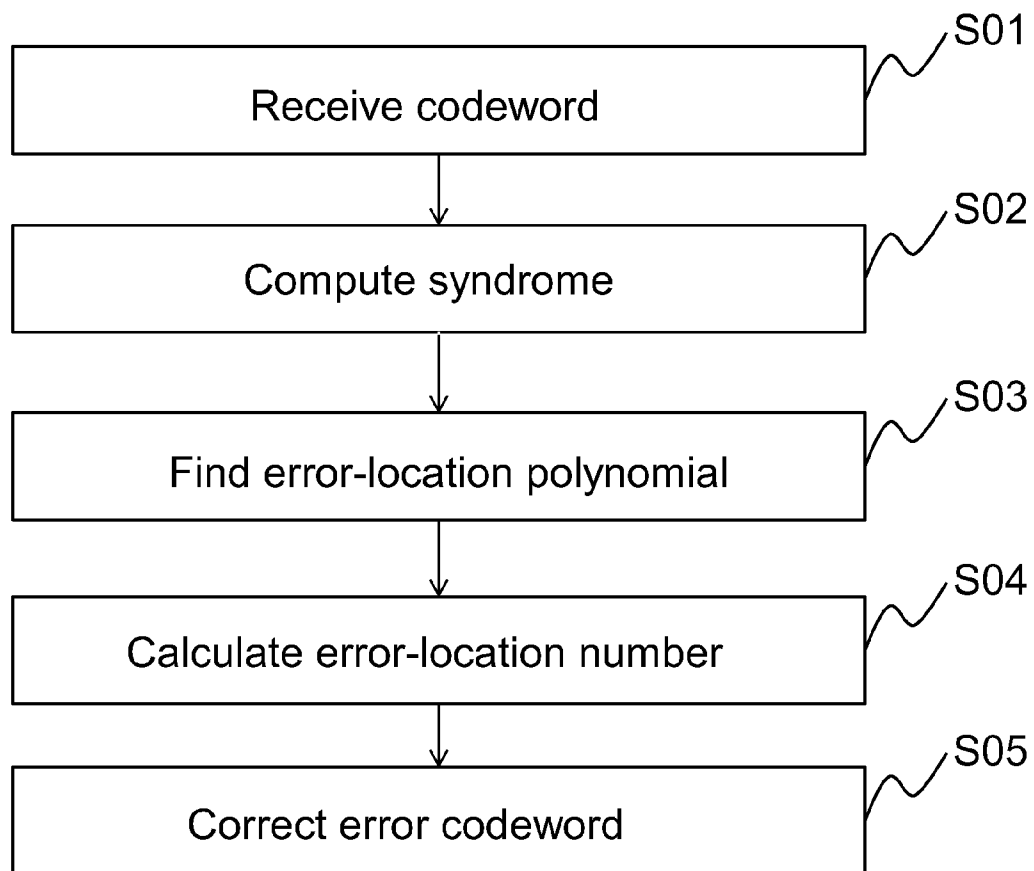 S01
Receive codeword
S02
Compute syndrome
S03
Find error-location polynomial
S04
Calculate error-location number
S05
Correct error codeword